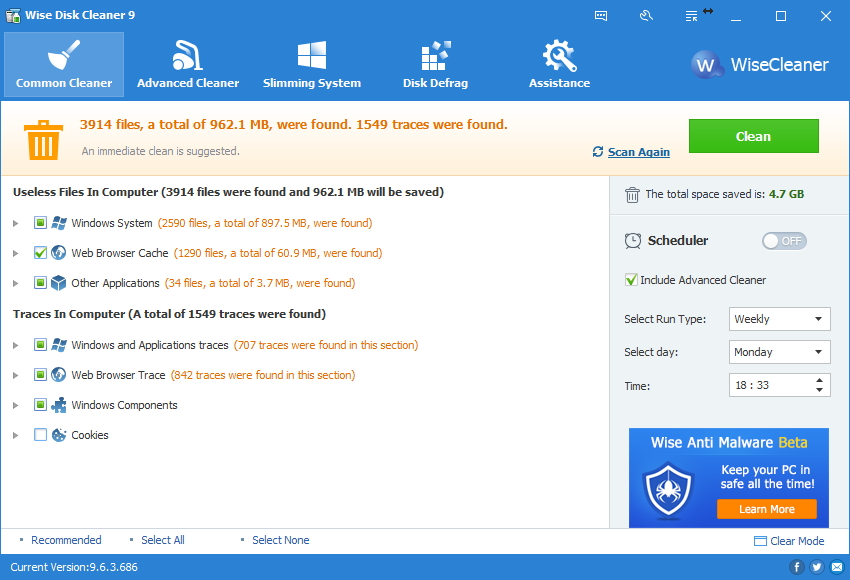 Wise Disk Cleaner 9
Common Cleaner
Advanced Cleaner
Slimming System
Disk Defrag
Assistance
W WiseCleaner
3914 files, a total of 962.1 MB, were found. 1549 traces were found.
An immediate clean is suggested.
Scan Again
Clean
Useless Files In Computer (3914 files were found and 962.1 MB will be saved)
Windows System (2590 files, a total of 897.5 MB, were found)
Web Browser Cache (1290 files, a total of 60.9 MB, were found)
Other Applications (34 files, a total of 3.7 MB, were found)
Traces In Computer (A total of 1549 traces were found)
Windows and Applications traces (707 traces were found in this section)
Web Browser Trace (842 traces were found in this section)
Windows Components
Cookies
The total space saved is: 4.7 GB
Scheduler OFF
Include Advanced Cleaner
Select Run Type: Weekly
Select day: Monday
Time: 18 : 33
Wise Anti Malware Beta
Keep your PC in
safe all the time!
Learn More
Recommended
Select All
Select None
Clear Mode
Current Version:9.6.3.686